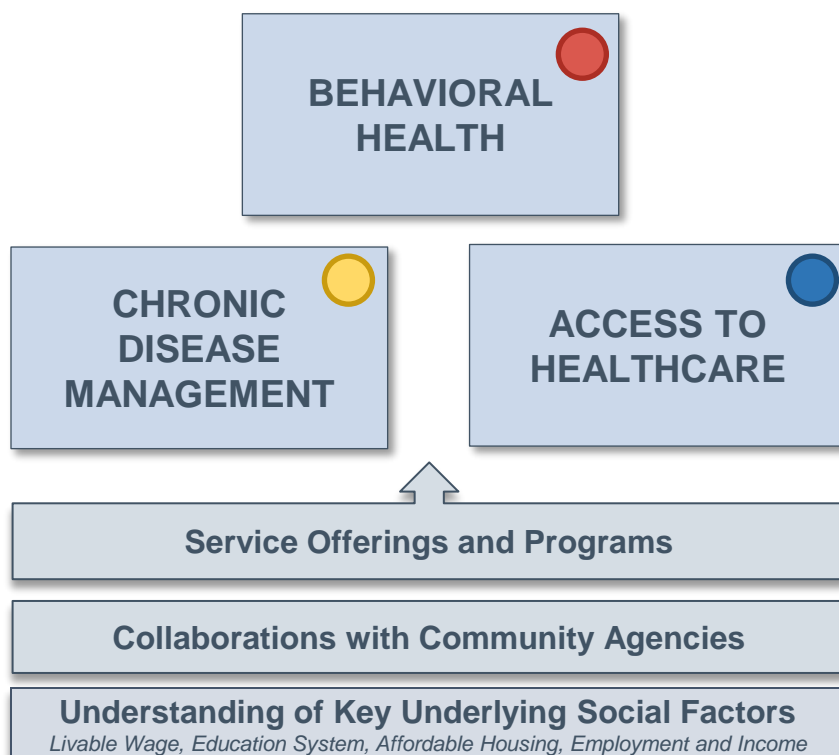 BEHAVIORAL
HEALTH
CHRONIC
DISEASE
MANAGEMENT
ACCESS TO
HEALTHCARE
Service Offerings and Programs
Collaborations with Community Agencies
Understanding of Key Underlying Social Factors
Livable Wage, Education System, Affordable Housing, Employment and Income